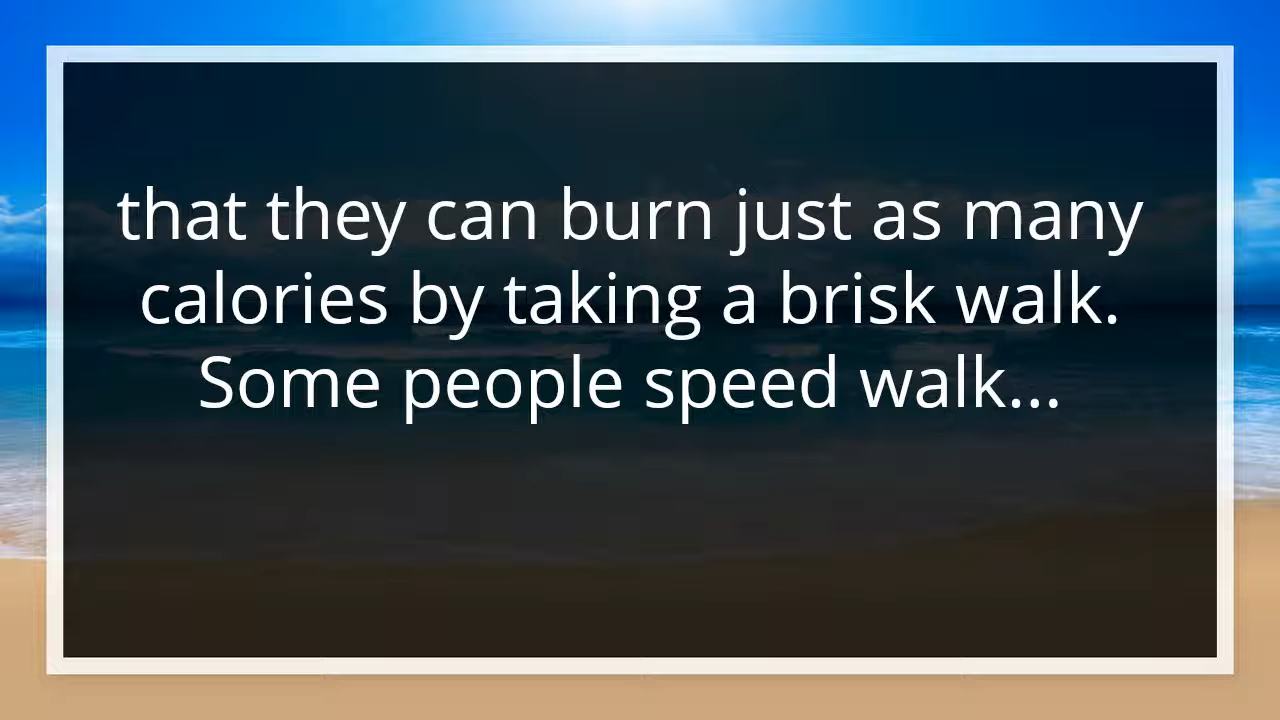 that they can burn just as many
calories by taking a brisk walk.
Some people speed walk...